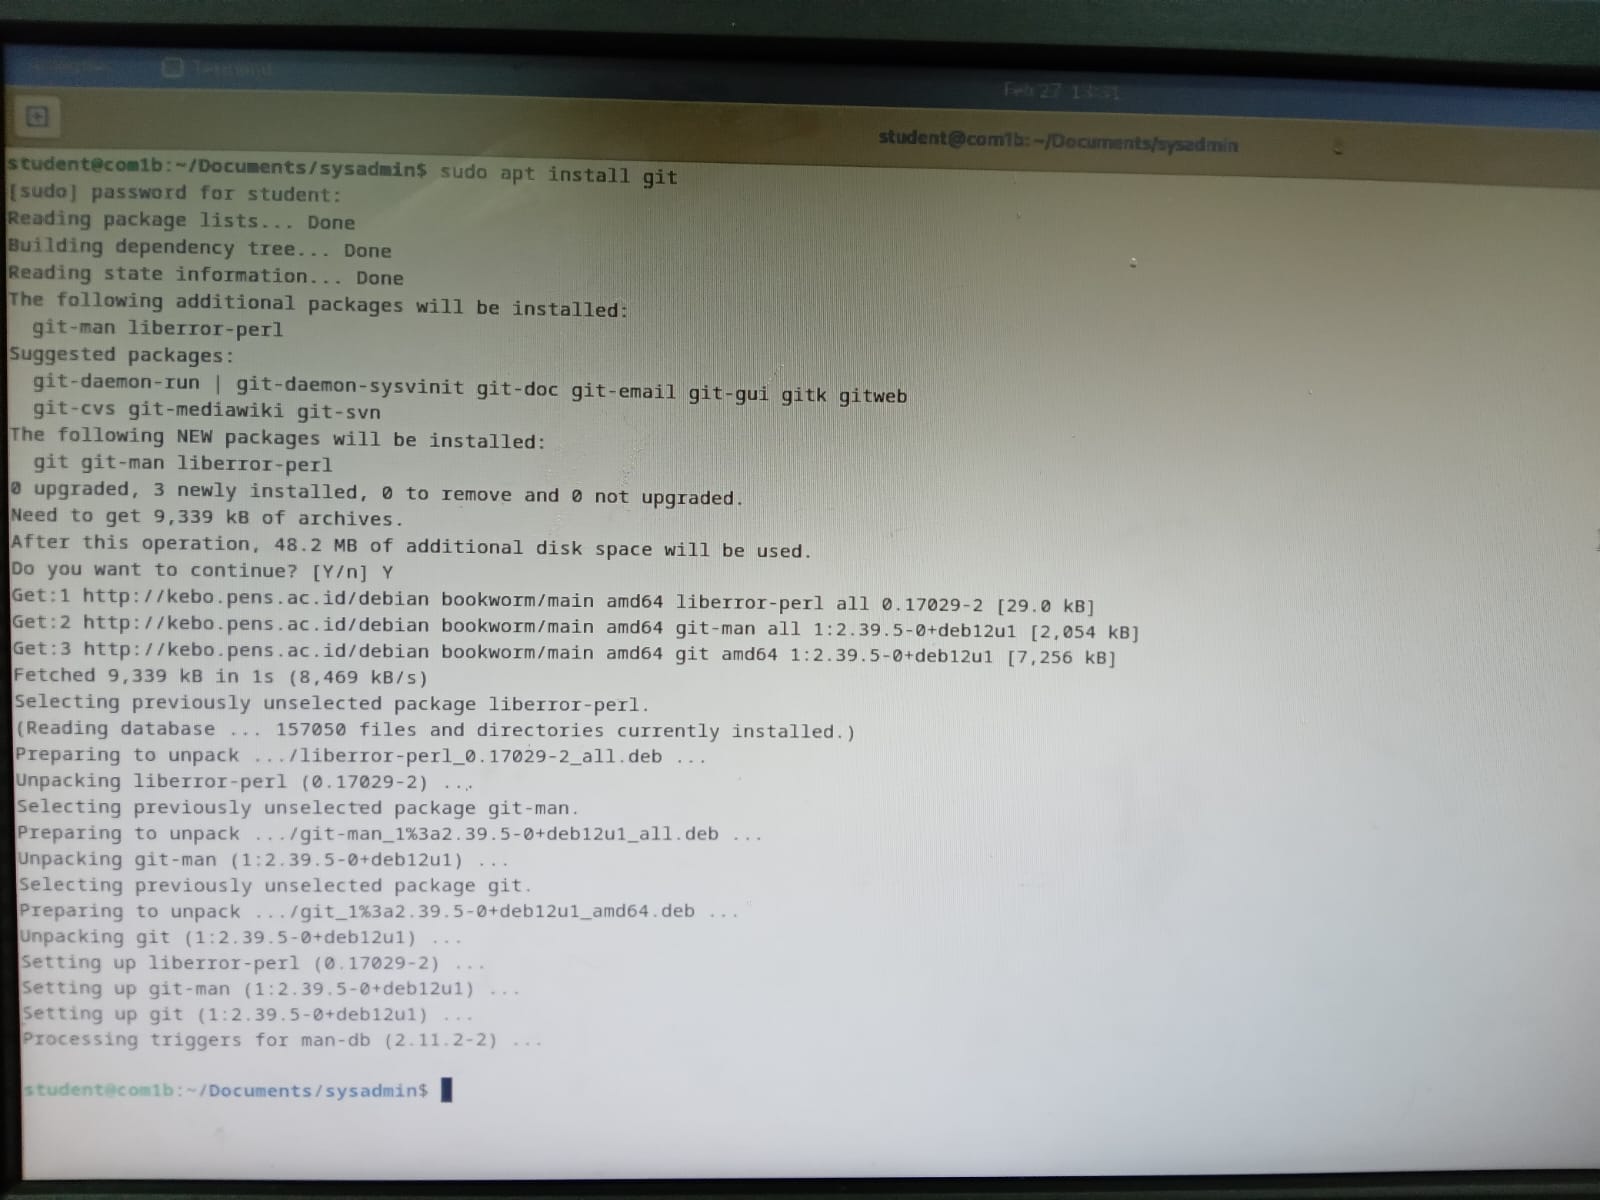 Terminal
Feb 27 13:31
student@com1b:~/Documents/sysadmin
student@com1b:~/Documents/sysadmin$ sudo apt install git
[sudo] password for student:
Reading package lists... Done
Building dependency tree... Done
Reading state information... Done
The following additional packages will be installed:
  git-man liberror-perl
Suggested packages:
  git-daemon-run | git-daemon-sysvinit git-doc git-email git-gui gitk gitweb
  git-cvs git-mediawiki git-svn
The following NEW packages will be installed:
  git git-man liberror-perl
0 upgraded, 3 newly installed, 0 to remove and 0 not upgraded.
Need to get 9,339 kB of archives.
After this operation, 48.2 MB of additional disk space will be used.
Do you want to continue? [Y/n] Y
Get:1 http://kebo.pens.ac.id/debian bookworm/main amd64 liberror-perl all 0.17029-2 [29.0 kB]
Get:2 http://kebo.pens.ac.id/debian bookworm/main amd64 git-man all 1:2.39.5-0+deb12u1 [2,054 kB]
Get:3 http://kebo.pens.ac.id/debian bookworm/main amd64 git amd64 1:2.39.5-0+deb12u1 [7,256 kB]
Fetched 9,339 kB in 1s (8,469 kB/s)
Selecting previously unselected package liberror-perl.
(Reading database ... 157050 files and directories currently installed.)
Preparing to unpack .../liberror-perl_0.17029-2_all.deb ...
Unpacking liberror-perl (0.17029-2) ...
Selecting previously unselected package git-man.
Preparing to unpack .../git-man_1%3a2.39.5-0+deb12u1_all.deb ...
Unpacking git-man (1:2.39.5-0+deb12u1) ...
Selecting previously unselected package git.
Preparing to unpack .../git_1%3a2.39.5-0+deb12u1_amd64.deb ...
Unpacking git (1:2.39.5-0+deb12u1) ...
Setting up liberror-perl (0.17029-2) ...
Setting up git-man (1:2.39.5-0+deb12u1) ...
Setting up git (1:2.39.5-0+deb12u1) ...
Processing triggers for man-db (2.11.2-2) ...
student@com1b:~/Documents/sysadmin$